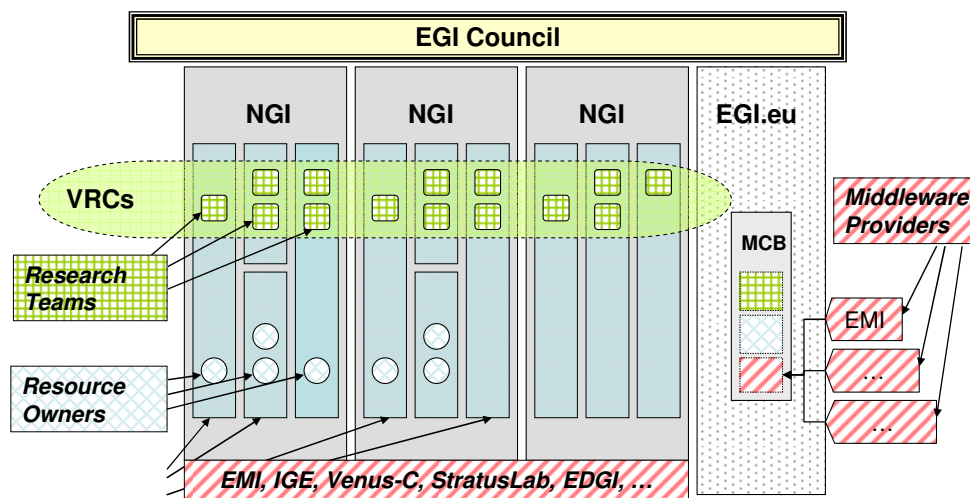 EGI Council
NGI
NGI
NGI
EGI.eu
VRCs
Middleware
Providers
MCB
Research
Teams
EMI
...
Resource
Owners
...
EMI, IGE, Venus-C, StratusLab, EDGI, ...